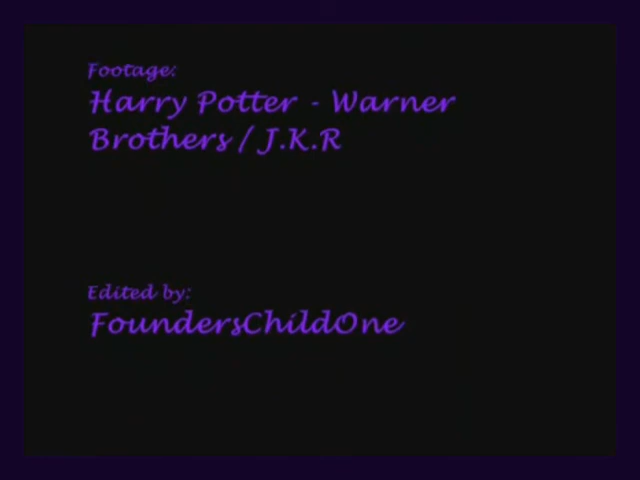 Footage:
Harry Potter - Warner
Brothers / J.K.R
Edited by:
FoundersChildOne